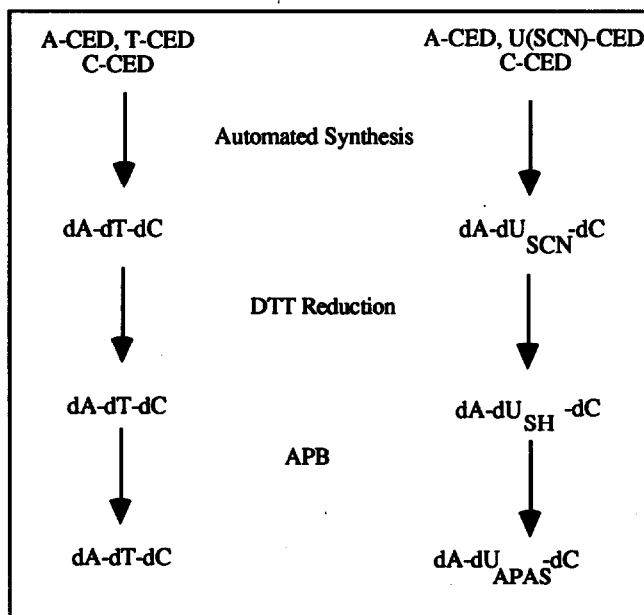 A-CED, T-CED
C-CED
A-CED, U(SCN)-CED
C-CED
Automated Synthesis
dA-dT-dC
dA-dU SCN -dC
DTT Reduction
dA-dT-dC
dA-dU SH -dC
APB
dA-dT-dC
dA-dU APAS -dC